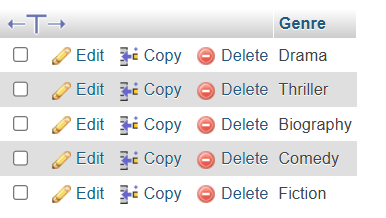 Genre
Edit Copy Delete Drama
Edit Copy Delete Thriller
Edit Copy Delete Biography
Edit Copy Delete Comedy
Edit Copy Delete Fiction